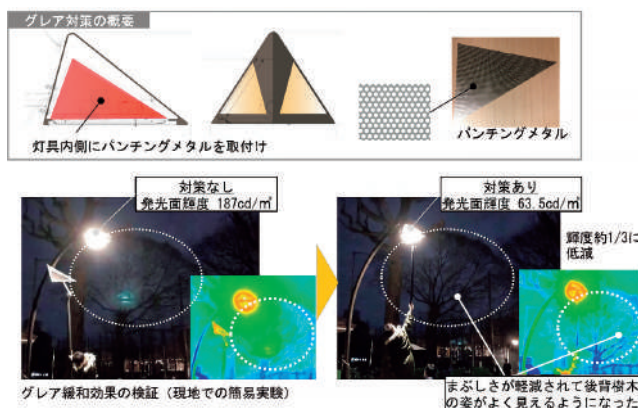 グレア対策の概要
灯具内側にパンチングメタルを取付け
パンチングメタル
対策なし
発光面輝度 187cd/㎡
対策あり
発光面輝度 63.5cd/㎡
輝度約1/3に
低減
グレア緩和効果の検証(現地での簡易実験)
まぶしさが軽減されて後背樹木
の姿がよく見えるようになった